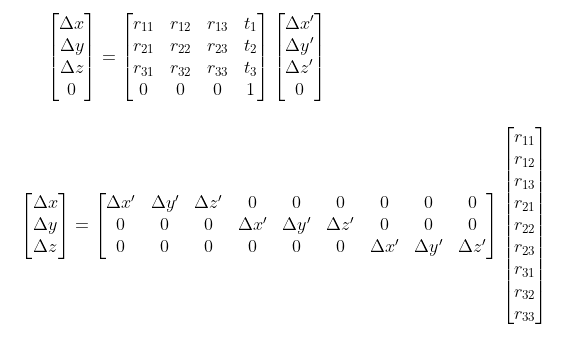 [Δx Δy Δz 0] = [r₁₁ r₁₂ r₁₃ t₁; r₂₁ r₂₂ r₂₃ t₂; r₃₁ r₃₂ r₃₃ t₃; 0 0 0 1] [Δx′ Δy′ Δz′ 0]
[Δx Δy Δz] = [Δx′ Δy′ Δz′ 0 0 0 0 0 0; 0 0 0 Δx′ Δy′ Δz′ 0 0 0; 0 0 0 0 0 0 Δx′ Δy′ Δz′] [r₁₁ r₁₂ r₁₃ r₂₁ r₂₂ r₂₃ r₃₁ r₃₂ r₃₃]